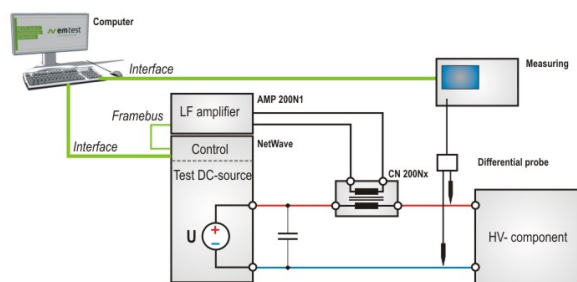 Computer
emtest
Interface
Measuring
AMP 200N1
LF amplifier
Framebus
NetWave
Control
Interface
Test DC-source
Differential probe
CN 200Nx
U
+
−
HV- component